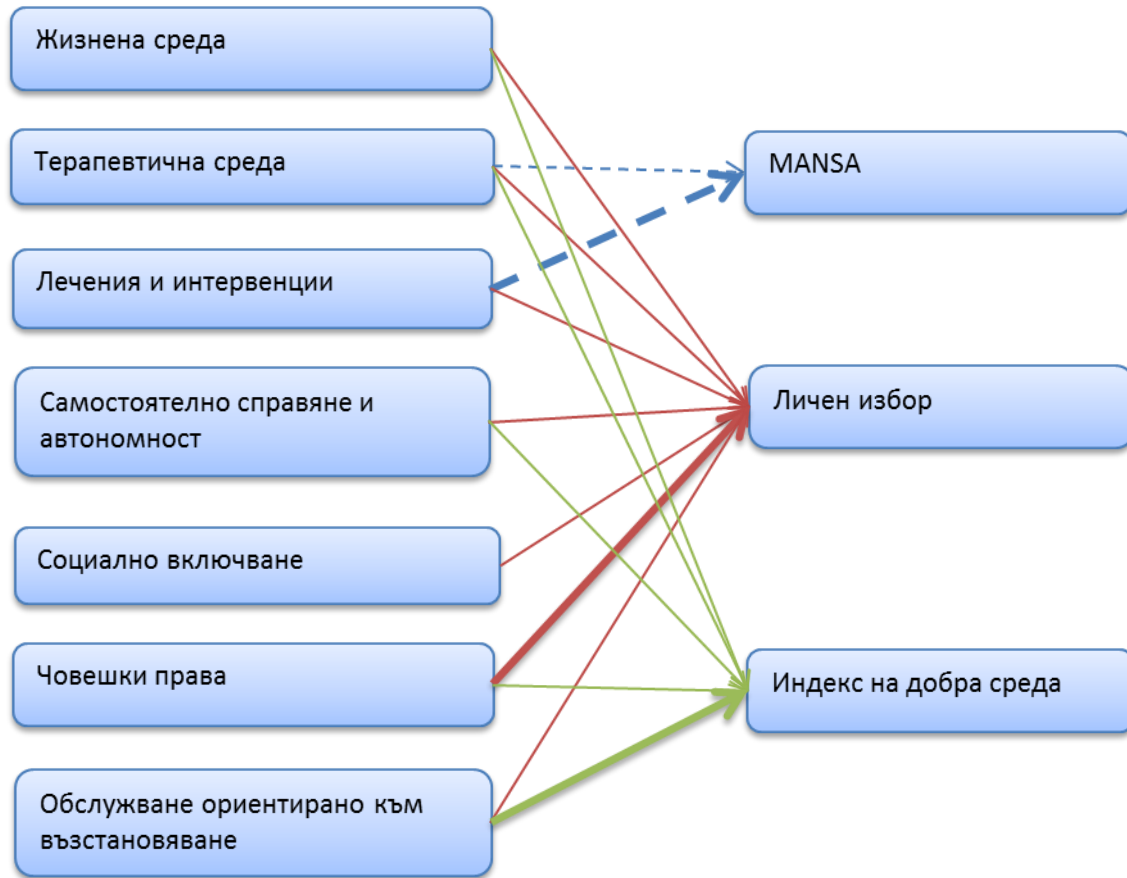 Жизнена среда
Терапевтична среда
Лечения и интервенции
Самостоятелно справяне и
автономност
Социално включване
Човешки права
Обслужване ориентирано към
възстановяване
MANSA
Личен избор
Индекс на добра среда